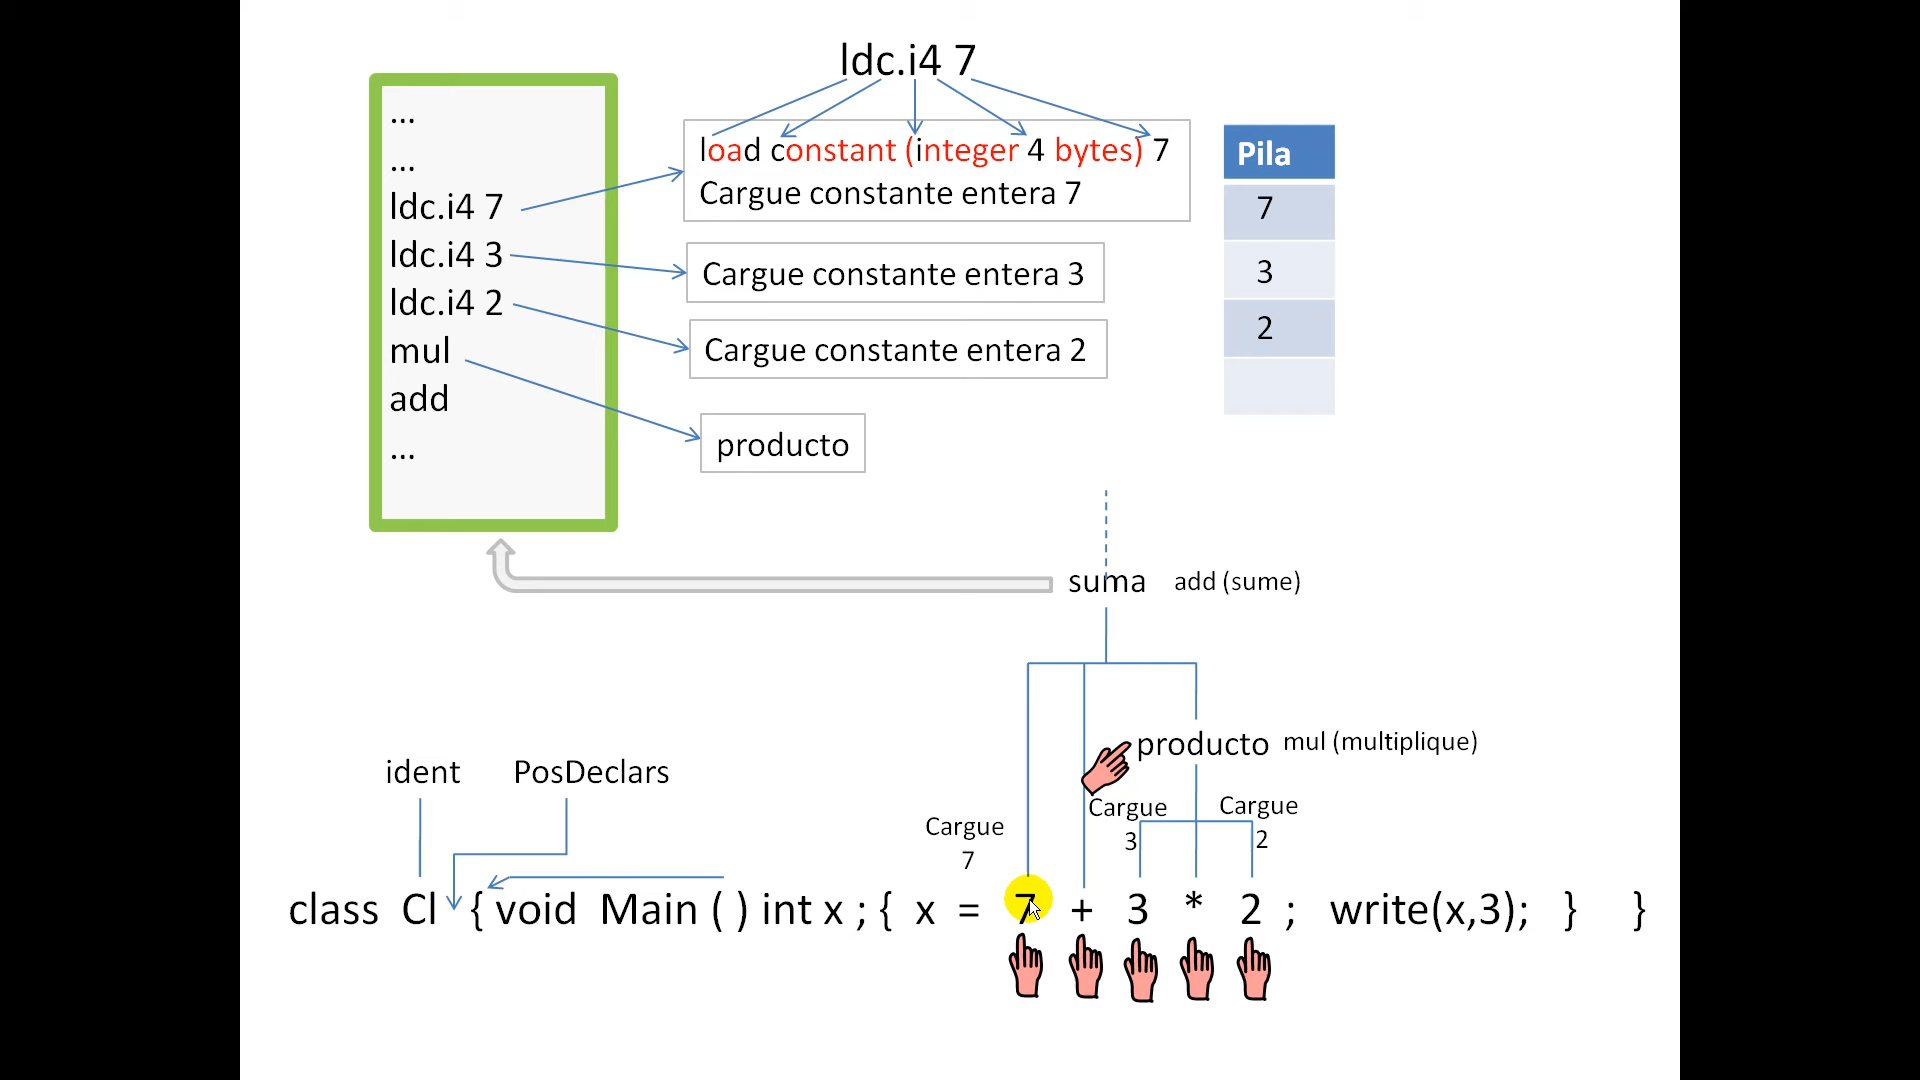 ldc.i4 7
...
...
ldc.i4 7
ldc.i4 3
ldc.i4 2
mul
add
...
load constant (integer 4 bytes) 7
Cargue constante entera 7
Cargue constante entera 3
Cargue constante entera 2
producto
Pila
7
3
2
suma add (sume)
producto mul (multiplique)
ident PosDeclars
Cargue
7
Cargue
3
Cargue
2
class Cl { void Main ( ) int x ; { x = 7 + 3 * 2 ; write(x,3); } }